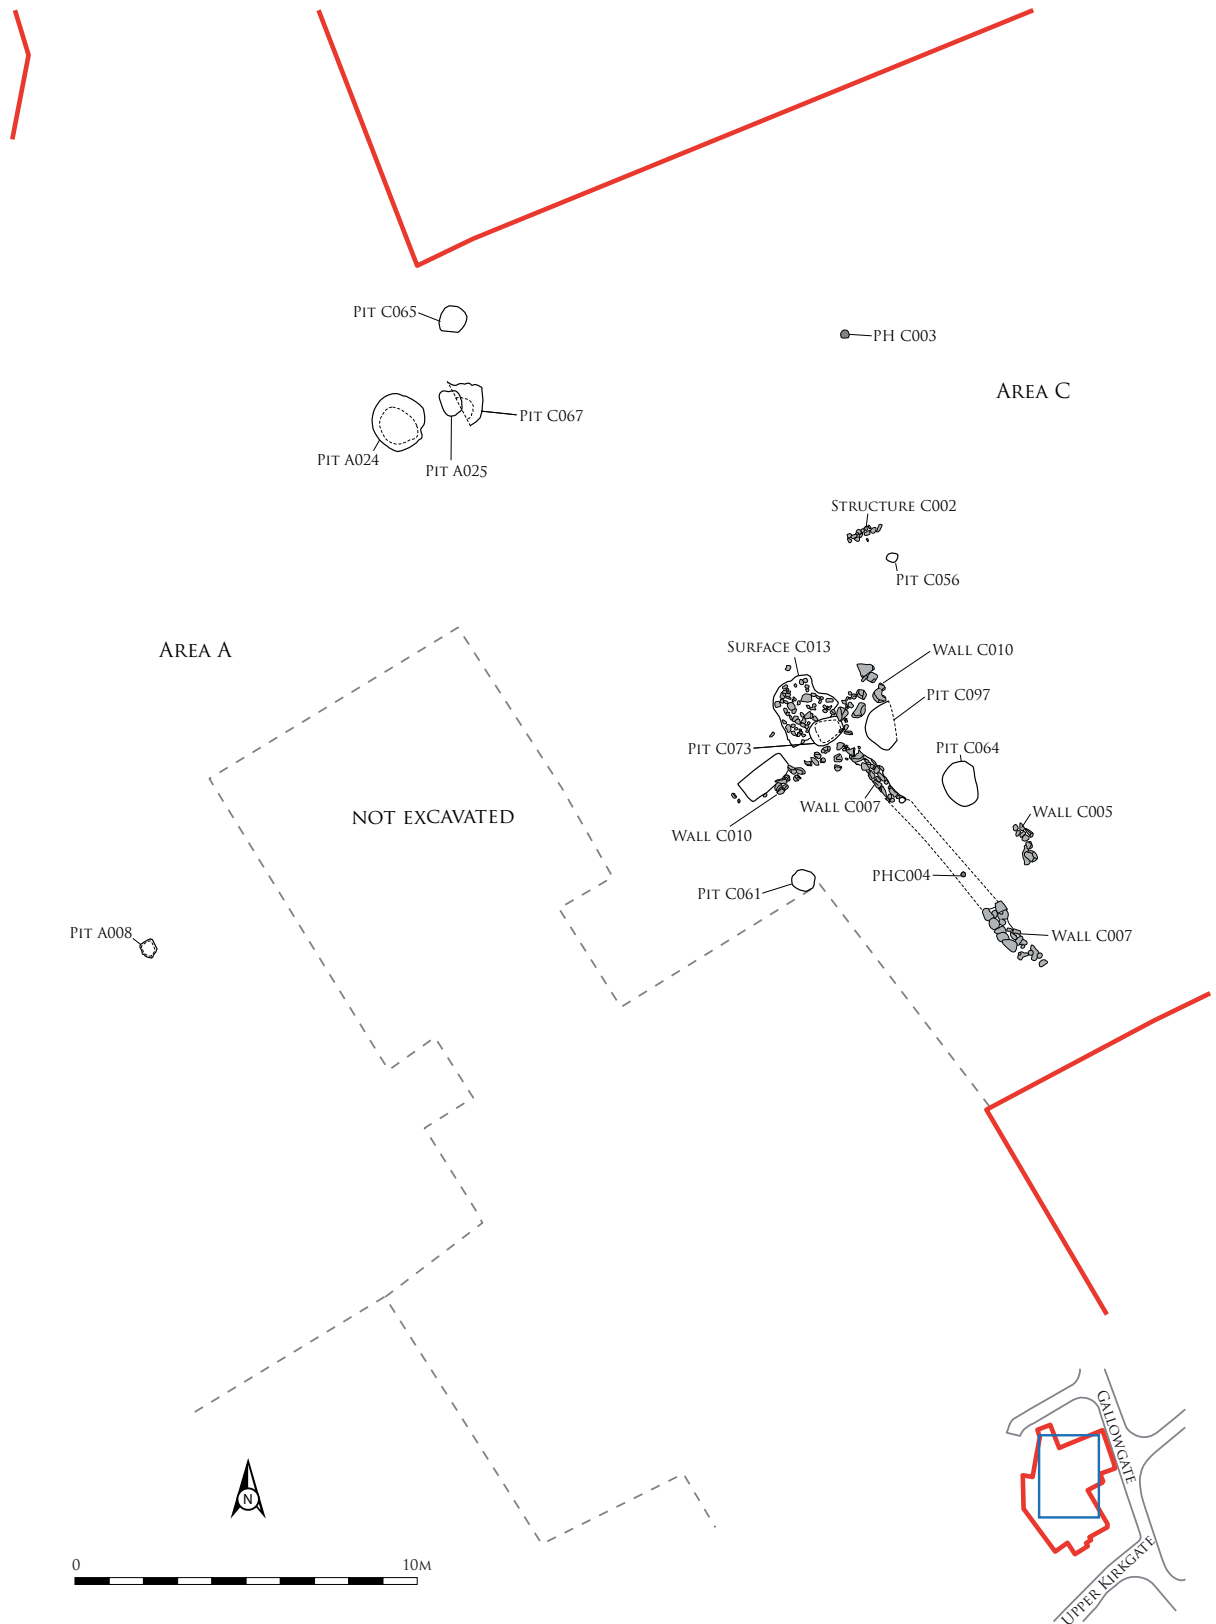 Pit C065
PH C003
Area C
Pit C067
Pit A024
Pit A025
Structure C002
Pit C056
Area A
Surface C013
Wall C010
Pit C097
Pit C073
Pit C064
Wall C007
Wall C005
not excavated
Wall C010
PHC004
Pit C061
Pit A008
Wall C007
Gallowgate
N
Upper Kirkgate
0 10m